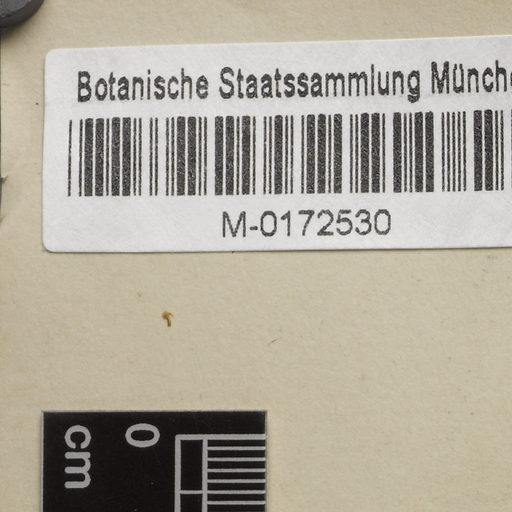 Botanische Staatssammlung Münch
M-0172530
0
cm